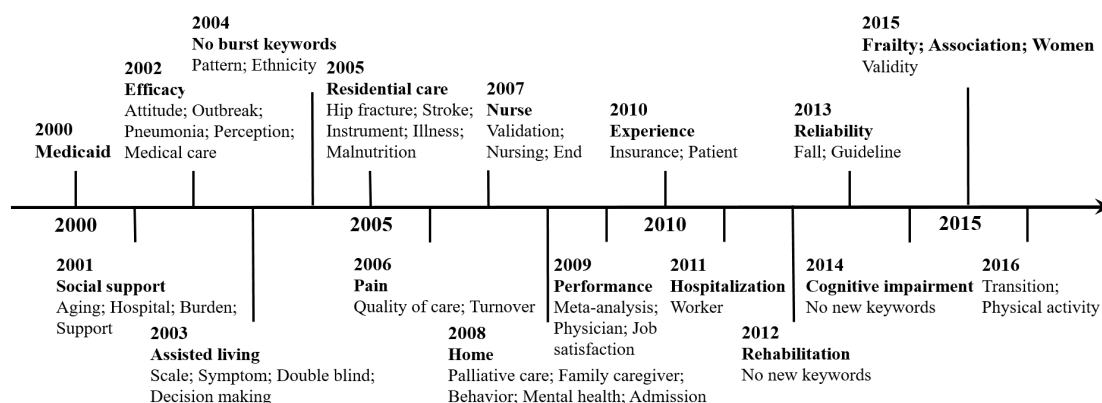 2004
No burst keywords
Pattern; Ethnicity
2015
Frailty; Association; Women
Validity
2002
Efficacy
Attitude; Outbreak;
Pneumonia; Perception;
Medical care
2005
Residential care
Hip fracture; Stroke;
Instrument; Illness;
Malnutrition
2007
Nurse
Validation;
Nursing; End
2010
Experience
Insurance; Patient
2013
Reliability
Fall; Guideline
2000
Medicaid
2000
2005
2010
2015
2001
Social support
Aging; Hospital; Burden;
Support
2003
Assisted living
Scale; Symptom; Double blind;
Decision making
2006
Pain
Quality of care; Turnover
2008
Home
Palliative care; Family caregiver;
Behavior; Mental health; Admission
2009
Performance
Meta-analysis;
Physician; Job
satisfaction
2011
Hospitalization
Worker
2012
Rehabilitation
No new keywords
2014
Cognitive impairment
No new keywords
2016
Transition;
Physical activity